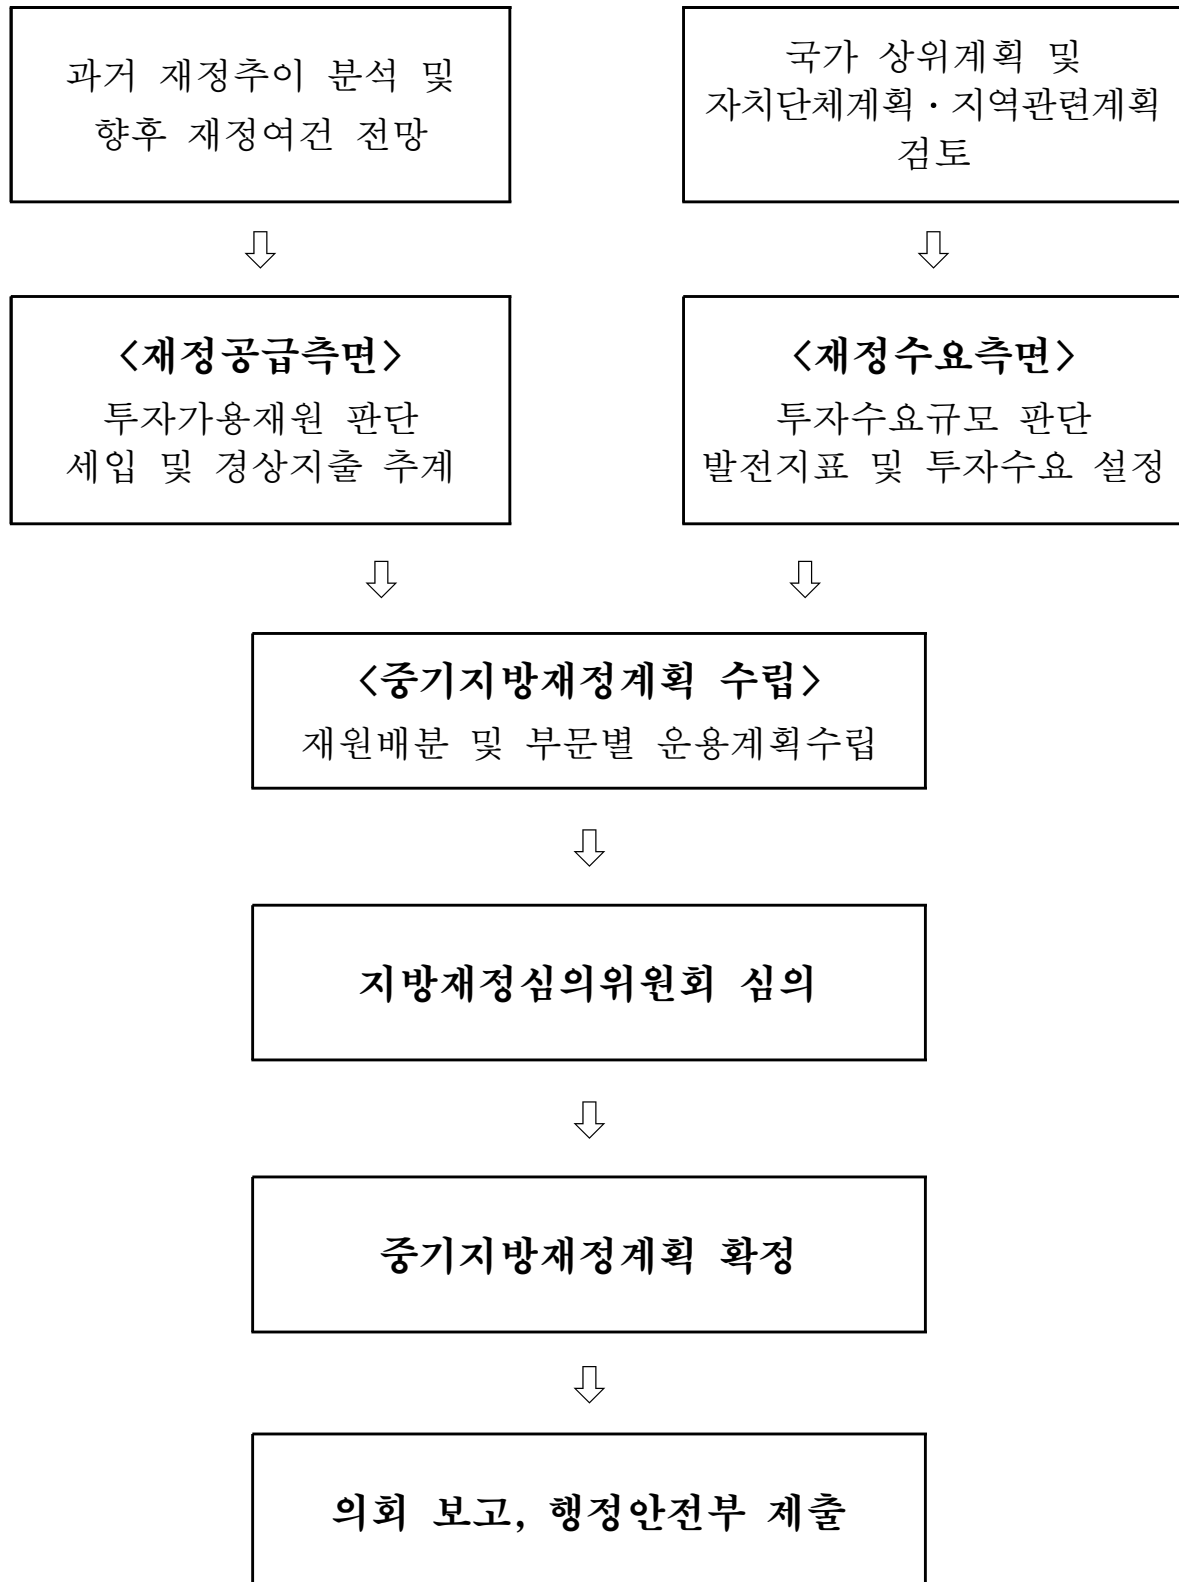 과거 재정추이 분석 및
향후 재정여건 전망
국가 상위계획 및
자치단체계획·지역관련계획
검토
<재정공급측면>
투자가용재원 판단
세입 및 경상지출 추계
<재정수요측면>
투자수요규모 판단
발전지표 및 투자수요 설정
<중기지방재정계획 수립>
재원배분 및 부문별 운용계획수립
지방재정심의위원회 심의
중기지방재정계획 확정
의회 보고, 행정안전부 제출